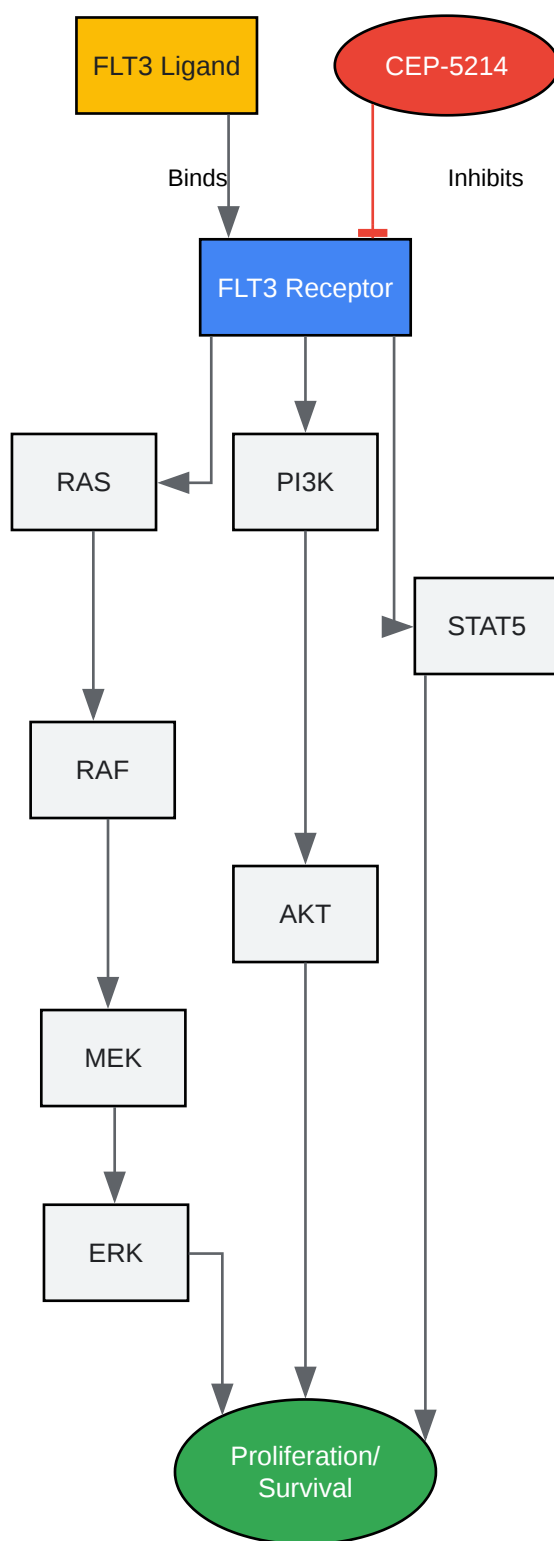 FLT3 Ligand
CEP-5214
Binds
Inhibits
FLT3 Receptor
RAS
PI3K
STAT5
RAF
AKT
MEK
ERK
Proliferation/
Survival